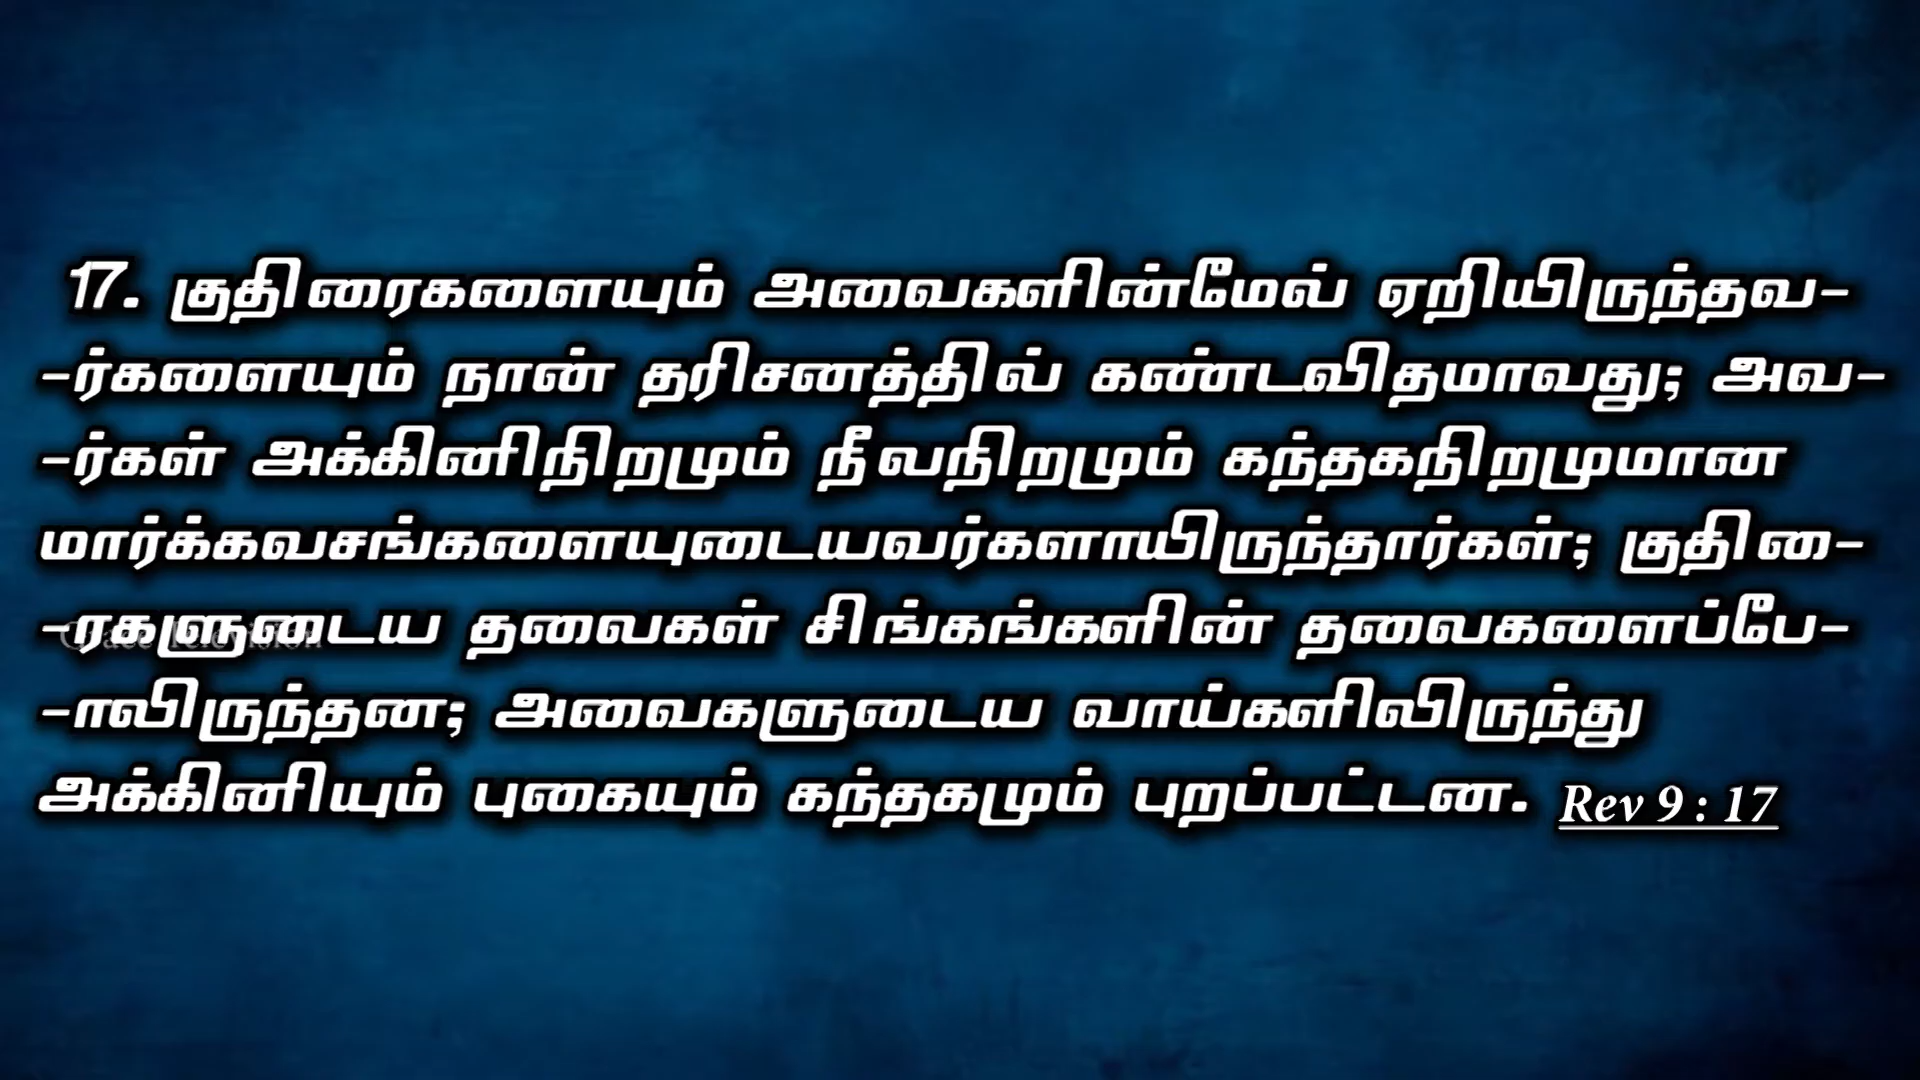 17. குதிரைகளையும் அவைகளின்மேல் ஏறியிருந்தவ-
-ர்களையும் நான் தரிசனத்தில் கண்டவிதமாவது; அவ-
-ர்கள் அக்கினிநிறமும் நீலநிறமும் கந்தகநிறமுமான
மார்க்கவசங்களையுடையவர்களாயிருந்தார்கள்; குதிரை-
-ரகளுடைய தலைகள் சிங்கங்களின் தலைகளைப்பே-
-ாலிருந்தன; அவைகளுடைய வாய்களிலிருந்து
அக்கினியும் புகையும் கந்தகமும் புறப்பட்டன. Rev 9 : 17
Grace Television